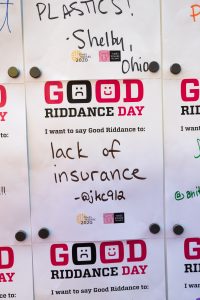 PLASTICS!
-Shelby,
Ohio
2020
GOOD
RIDDANCE DAY
I want to say Good Riddance to:
lack of
insurance
-@jkc912
GOOD
RIDDANCE DAY
I want to say Good Riddance to: